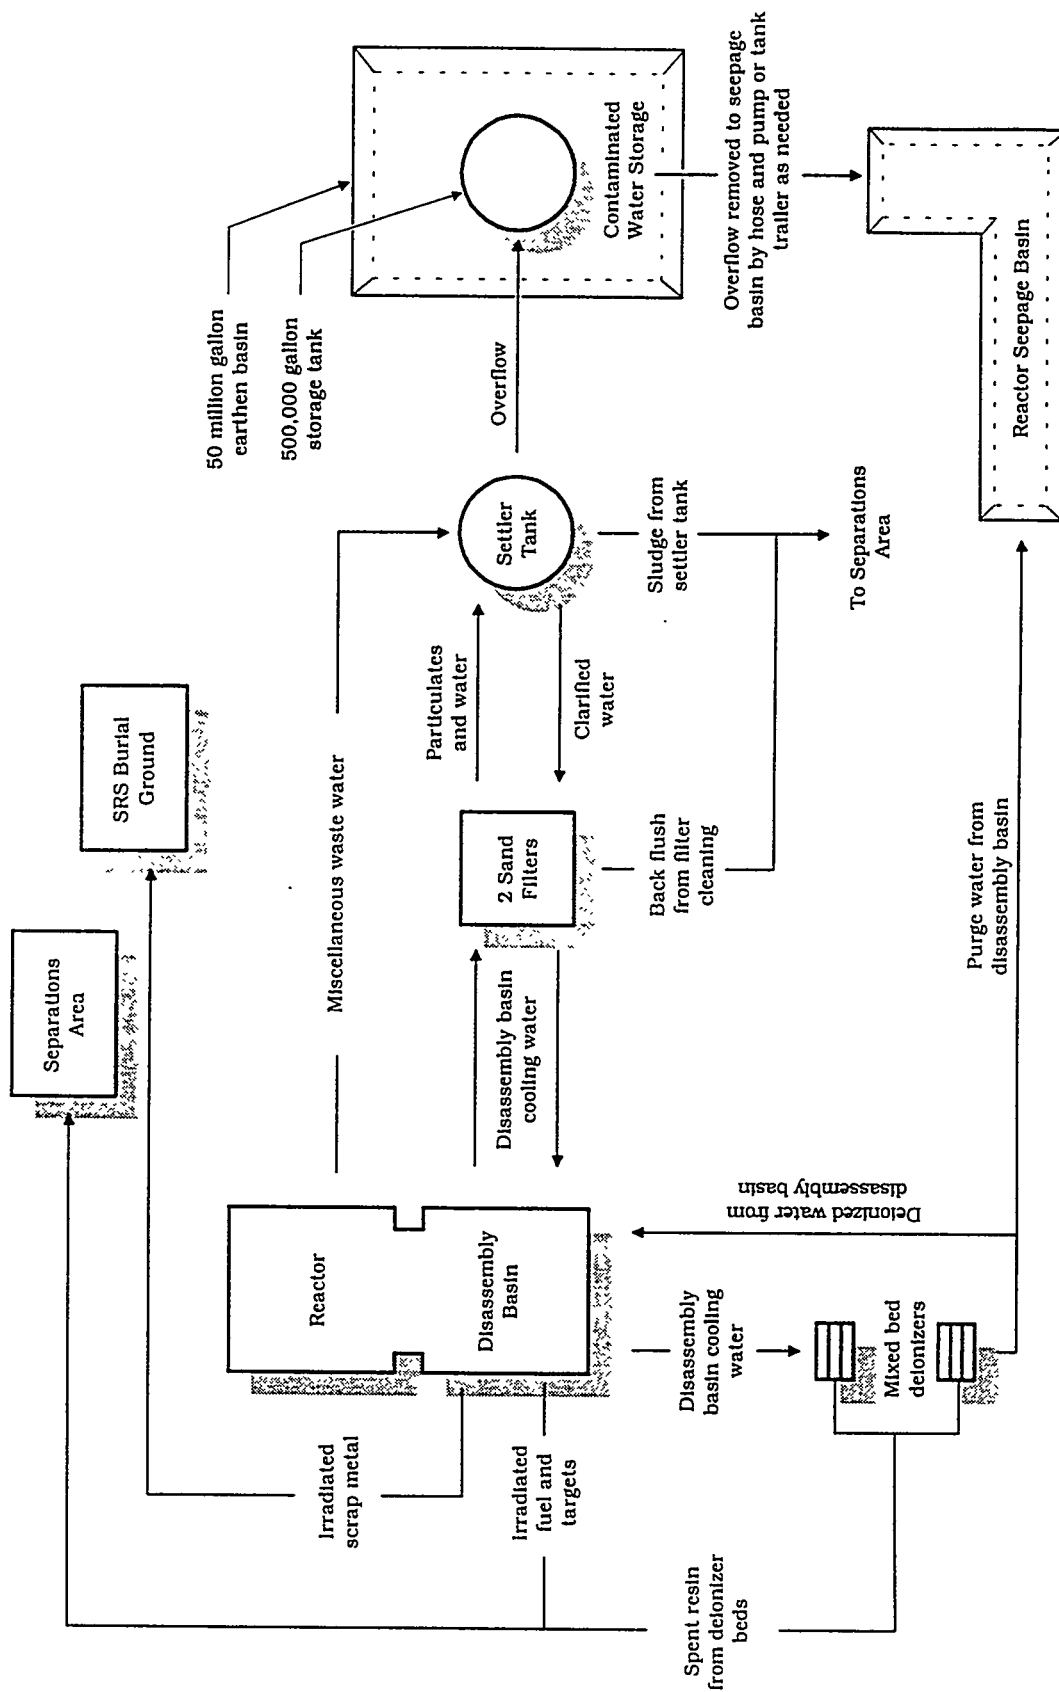 Separations
Area
SRS Burial
Ground
50 million gallon
earthen basin
500,000 gallon
storage tank
Irradiated
scrap metal
Reactor
Miscellaneous waste water
Irradiated
fuel and
targets
Disassembly
Basin
Disassembly basin
cooling water
2 Sand
Filters
Particulates
and water
Clarified
water
Settler
Tank
Overflow
Contaminated
Water Storage
Spent resin
from deionizer
beds
Disassembly
basin cooling
water
Deionized water from
disassembly basin
Back flush
from filter
cleaning
Sludge from
settler tank
Overflow removed to seepage
basin by hose and pump or tank
trailer as needed
Mixed bed
deionizers
To Separations
Area
Purge water from
disassembly basin
Reactor Seepage Basin